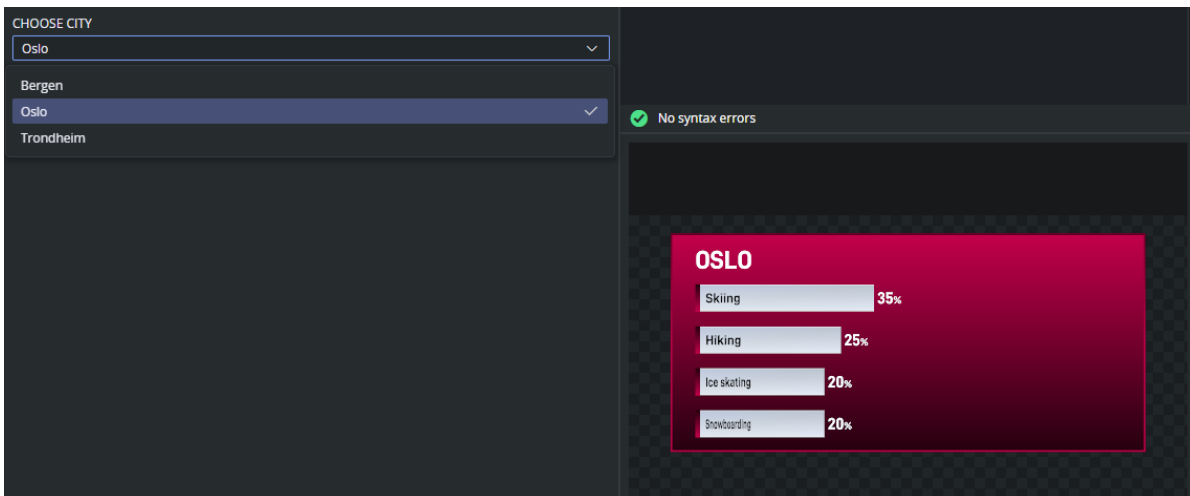 CHOOSE CITY
Oslo
Bergen
Oslo
Trondheim
No syntax errors
OSLO
Skiing 35%
Hiking 25%
Ice skating 20%
Snowboarding 20%